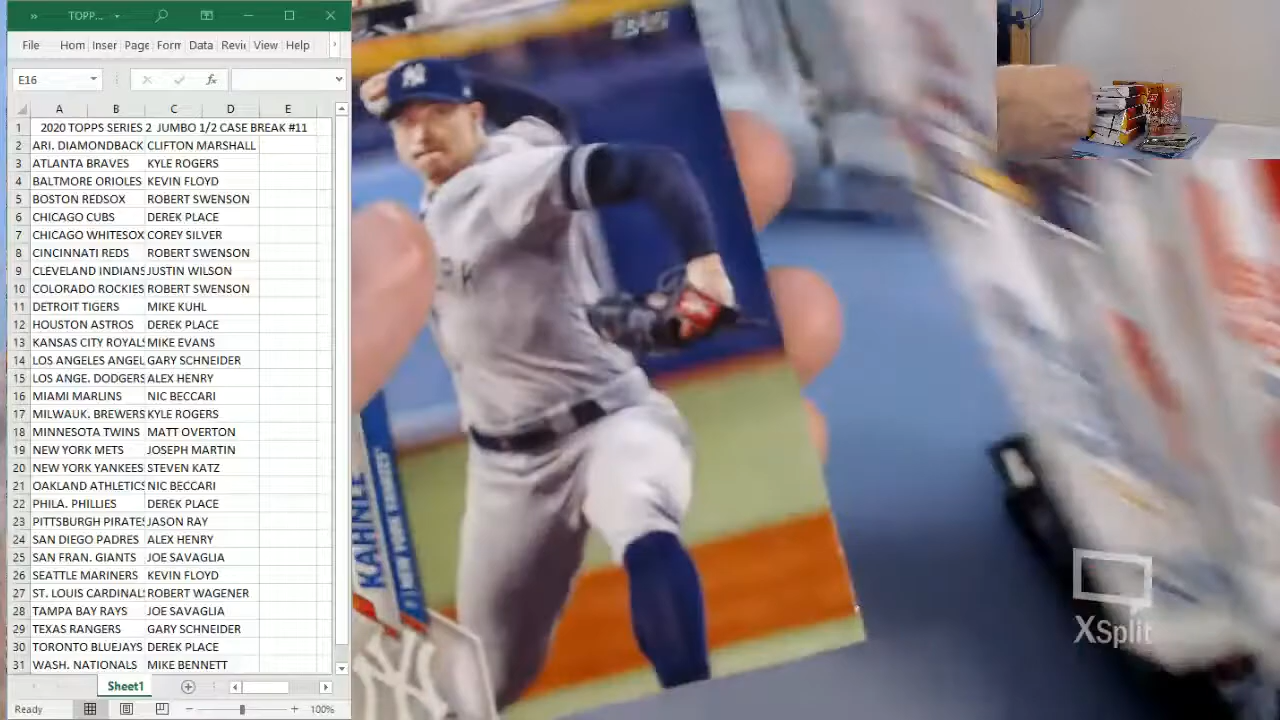 TOPP...
File Hom Inser Page Form Data Revi View Help
E16
fx
A B C D E
1 2020 TOPPS SERIES 2 JUMBO 1/2 CASE BREAK #11
2 ARI. DIAMONDBACK CLIFTON MARSHALL
3 ATLANTA BRAVES KYLE ROGERS
4 BALTMORE ORIOLES KEVIN FLOYD
5 BOSTON REDSOX ROBERT SWENSON
6 CHICAGO CUBS DEREK PLACE
7 CHICAGO WHITESOX COREY SILVER
8 CINCINNATI REDS ROBERT SWENSON
9 CLEVELAND INDIANS JUSTIN WILSON
10 COLORADO ROCKIES ROBERT SWENSON
11 DETROIT TIGERS MIKE KUHL
12 HOUSTON ASTROS DEREK PLACE
13 KANSAS CITY ROYALS MIKE EVANS
14 LOS ANGELES ANGEL GARY SCHNEIDER
15 LOS ANGE. DODGERS ALEX HENRY
16 MIAMI MARLINS NIC BECCARI
17 MILWAUK. BREWERS KYLE ROGERS
18 MINNESOTA TWINS MATT OVERTON
19 NEW YORK METS JOSEPH MARTIN
20 NEW YORK YANKEES STEVEN KATZ
21 OAKLAND ATHLETICS NIC BECCARI
22 PHILA. PHILLIES DEREK PLACE
23 PITTSBURGH PIRATES JASON RAY
24 SAN DIEGO PADRES ALEX HENRY
25 SAN FRAN. GIANTS JOE SAVAGLIA
26 SEATTLE MARINERS KEVIN FLOYD
27 ST. LOUIS CARDINALS ROBERT WAGENER
28 TAMPA BAY RAYS JOE SAVAGLIA
29 TEXAS RANGERS GARY SCHNEIDER
30 TORONTO BLUEJAYS DEREK PLACE
31 WASH. NATIONALS MIKE BENNETT
Sheet1
Ready 100%
KAHNLE
NEW YORK YANKEES
XSplit